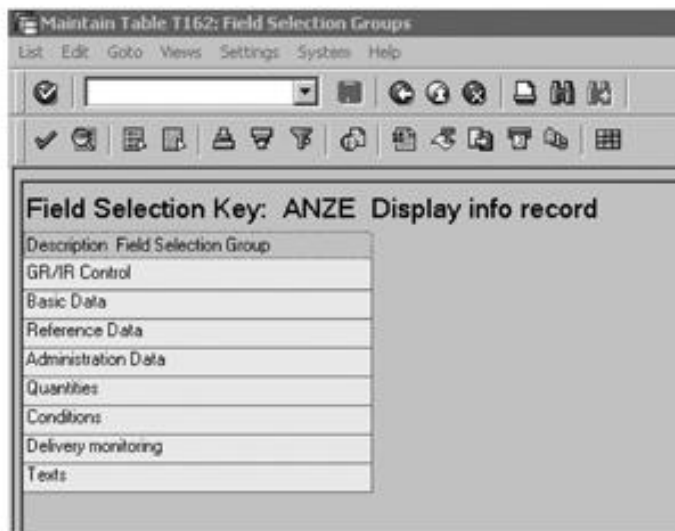 Maintain Table T162: Field Selection Groups
List Edit Goto Views Settings System Help
Field Selection Key: ANZE Display info record
Description Field Selection Group
GR/IR Control
Basic Data
Reference Data
Administration Data
Quantities
Conditions
Delivery monitoring
Texts